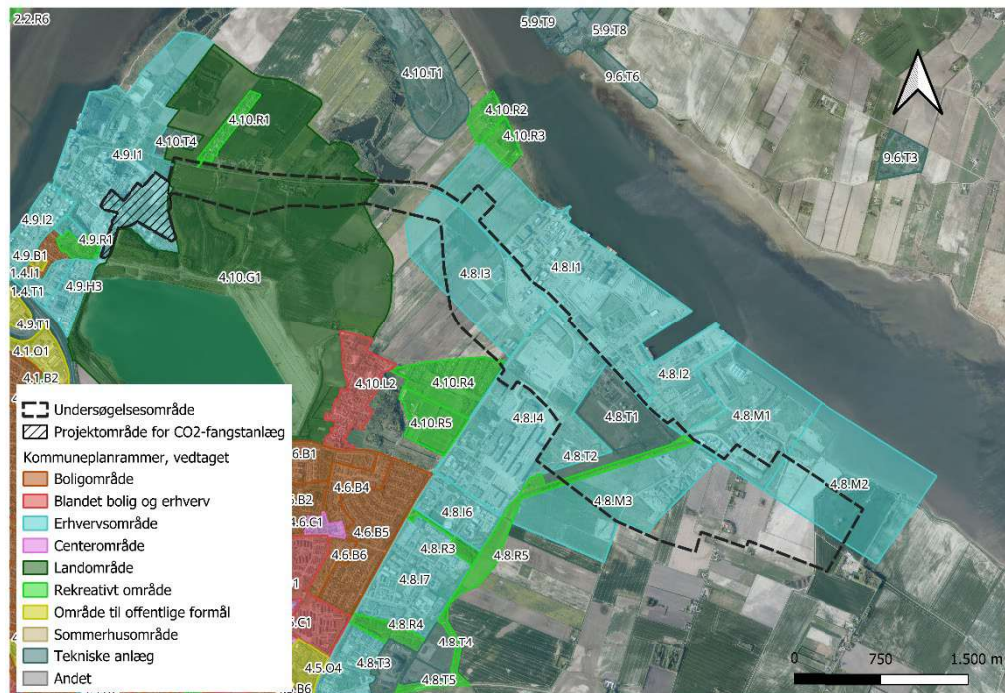 2.2.R6
5.9.T9
5.9.T8
4.10.T1
9.6.T6
4.10.R1
4.10.R2
4.10.R3
4.10.T4
4.9.I1
9.6.T3
4.9.I2
4.9.R1
4.9.B1
1.4.I1
4.9.H3
1.4.T1
4.10.G1
4.8.I3
4.8.I1
4.9.T1
4.1.O1
4.1.B2
4.10.L2
4.10.R4
4.8.I2
4.10.R5
4.8.I4
4.8.T1
4.8.M1
4.8.T2
6.B1
4.6.B4
4.8.M2
6.B2
4.8.M3
4.6.C1
4.6.B5
4.8.I6
4.6.B6
4.8.R3
4.8.R5
4.8.I7
4.8.R4
4.8.T4
4.5.O4
4.8.T3
4.8.T5
Undersøgelsesområde
Projektområde for CO2-fangstanlæg
Kommuneplanrammer, vedtaget
Boligområde
Blandet bolig og erhverv
Erhvervsområde
Centerområde
Landområde
Rekreativt område
Område til offentlige formål
Sommerhusområde
Tekniske anlæg
Andet
0 750 1.500 m